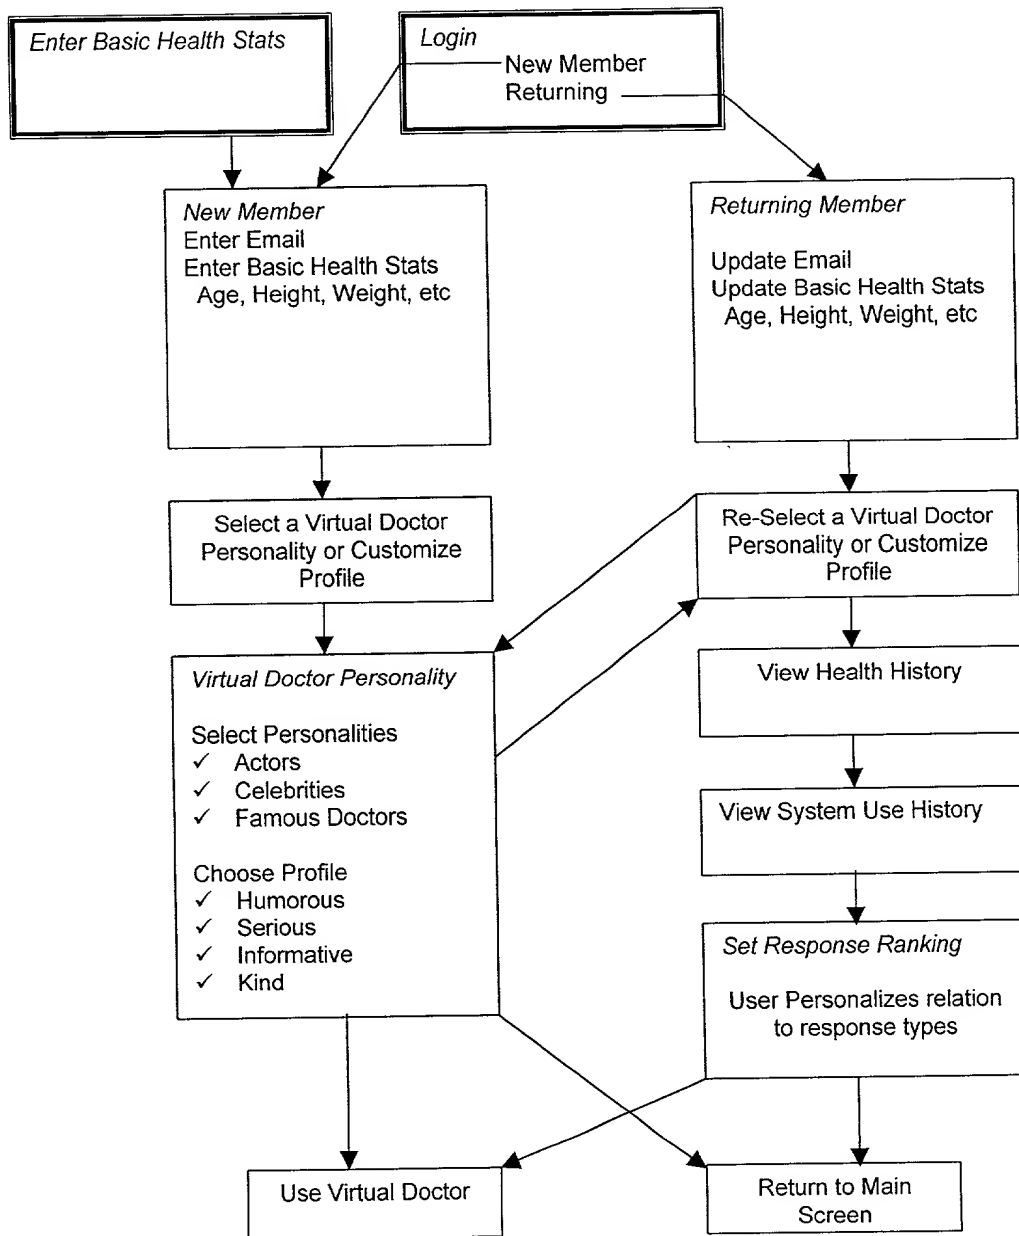 Enter Basic Health Stats
Login
New Member
Returning
New Member
Enter Email
Enter Basic Health Stats
Age, Height, Weight, etc
Returning Member
Update Email
Update Basic Health Stats
Age, Height, Weight, etc
Select a Virtual Doctor
Personality or Customize
Profile
Re-Select a Virtual Doctor
Personality or Customize
Profile
Virtual Doctor Personality
Select Personalities
✓ Actors
✓ Celebrities
✓ Famous Doctors
Choose Profile
✓ Humorous
✓ Serious
✓ Informative
✓ Kind
View Health History
View System Use History
Set Response Ranking
User Personalizes relation
to response types
Use Virtual Doctor
Return to Main
Screen